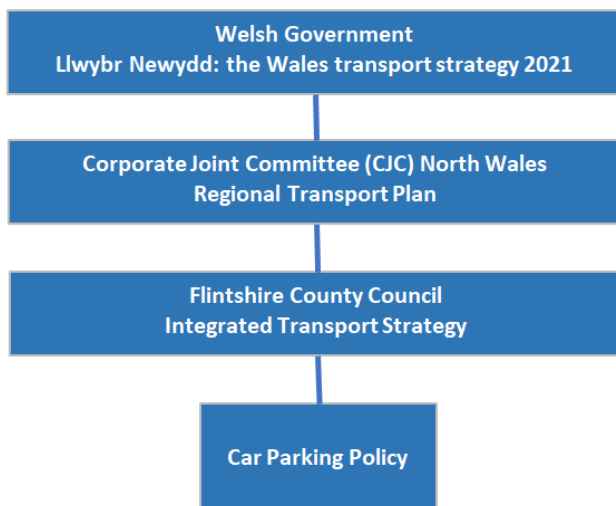 Welsh Government
Llwybr Newydd: the Wales transport strategy 2021
Corporate Joint Committee (CJC) North Wales
Regional Transport Plan
Flintshire County Council
Integrated Transport Strategy
Car Parking Policy